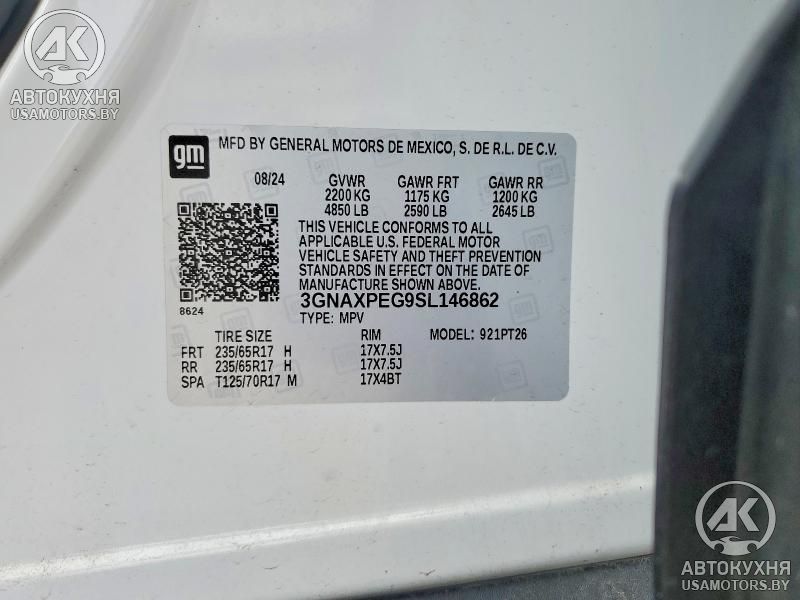 AK
АВТОКУХНЯ
USAMOTORS.BY
gm
MFD BY GENERAL MOTORS DE MEXICO, S. DE R.L. DE C.V.
08/24 GVWR GAWR FRT GAWR RR
2200 KG 1175 KG 1200 KG
4850 LB 2590 LB 2645 LB
THIS VEHICLE CONFORMS TO ALL
APPLICABLE U.S. FEDERAL MOTOR
VEHICLE SAFETY AND THEFT PREVENTION
STANDARDS IN EFFECT ON THE DATE OF
MANUFACTURE SHOWN ABOVE.
8624
3GNAXPEG9SL146862
TYPE: MPV
TIRE SIZE RIM MODEL: 921PT26
FRT 235/65R17 H 17X7.5J
RR 235/65R17 H 17X7.5J
SPA T125/70R17 M 17X4BT
AK
АВТОКУХНЯ
USAMOTORS.BY